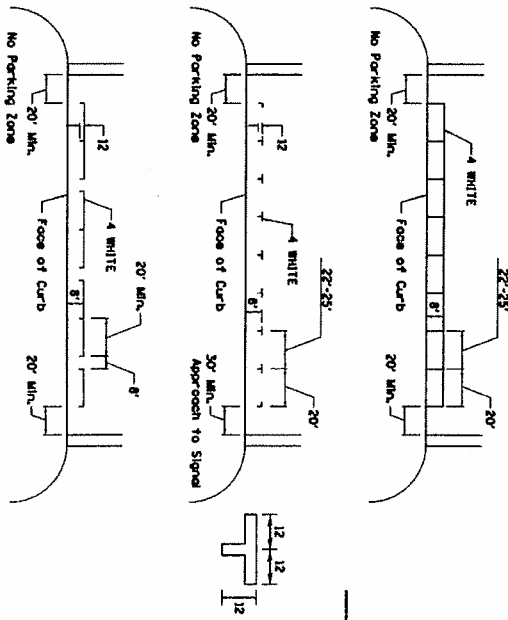 22'-25'
20'
4 WHITE
8'
20' Min.
Face of Curb
20' Min.
No Parking Zone
22'-25'
20'
12
4 WHITE
8'
20' Min.
Face of Curb
30' Min.
No Parking Zone
Approach to Signal
12
12
12
20' Min.
8'
12
4 WHITE
8'
20' Min.
Face of Curb
20' Min.
No Parking Zone